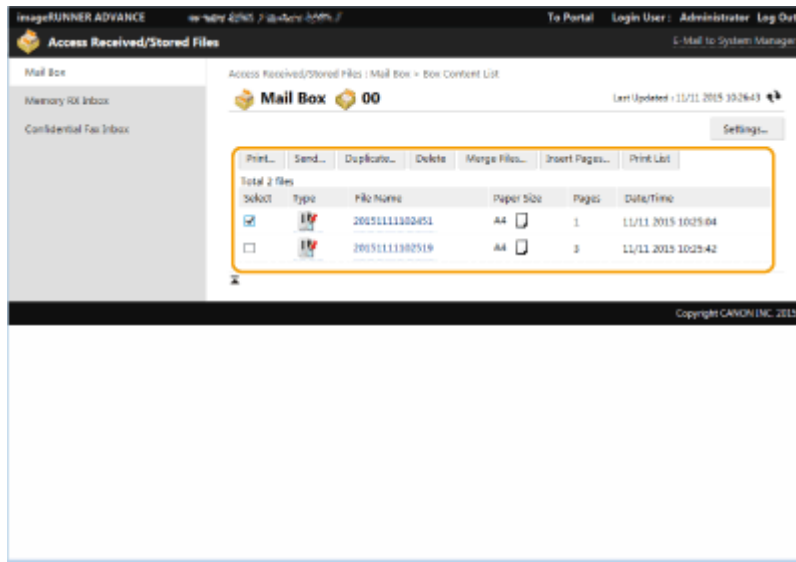 imageRUNNER ADVANCE To Portal Login User : Administrator Log Out
Access Received/Stored Files E-Mail to System Manager
Mail Box
Memory RX Inbox
Confidential Fax Inbox
Access Received/Stored Files : Mail Box > Box Content List
Mail Box 00 Last Updated : 11/11 2015 10:26:43
Settings...
Print... Send... Duplicate... Delete Merge Files... Insert Pages... Print List
Total 2 files
Select Type File Name Paper Size Pages Date/Time
20151111102451 A4 1 11/11 2015 10:25:04
20151111102519 A4 3 11/11 2015 10:25:42
Copyright CANON INC. 2015